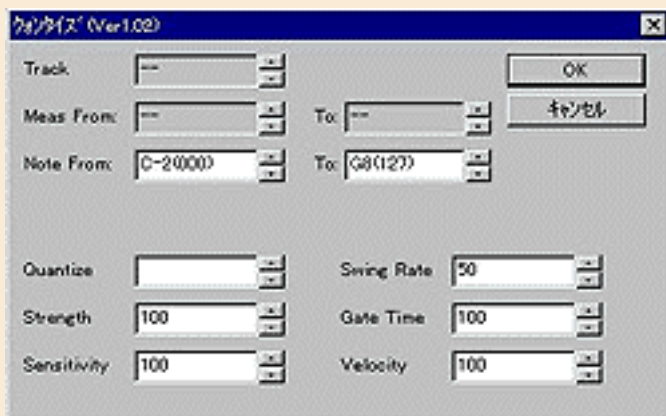 クォンタイズ (Ver1.02)
Track -- OK
Meas From: -- To: -- キャンセル
Note From: C-2(000) To: G8(127)
Quantize Swing Rate 50
Strength 100 Gate Time 100
Sensitivity 100 Velocity 100